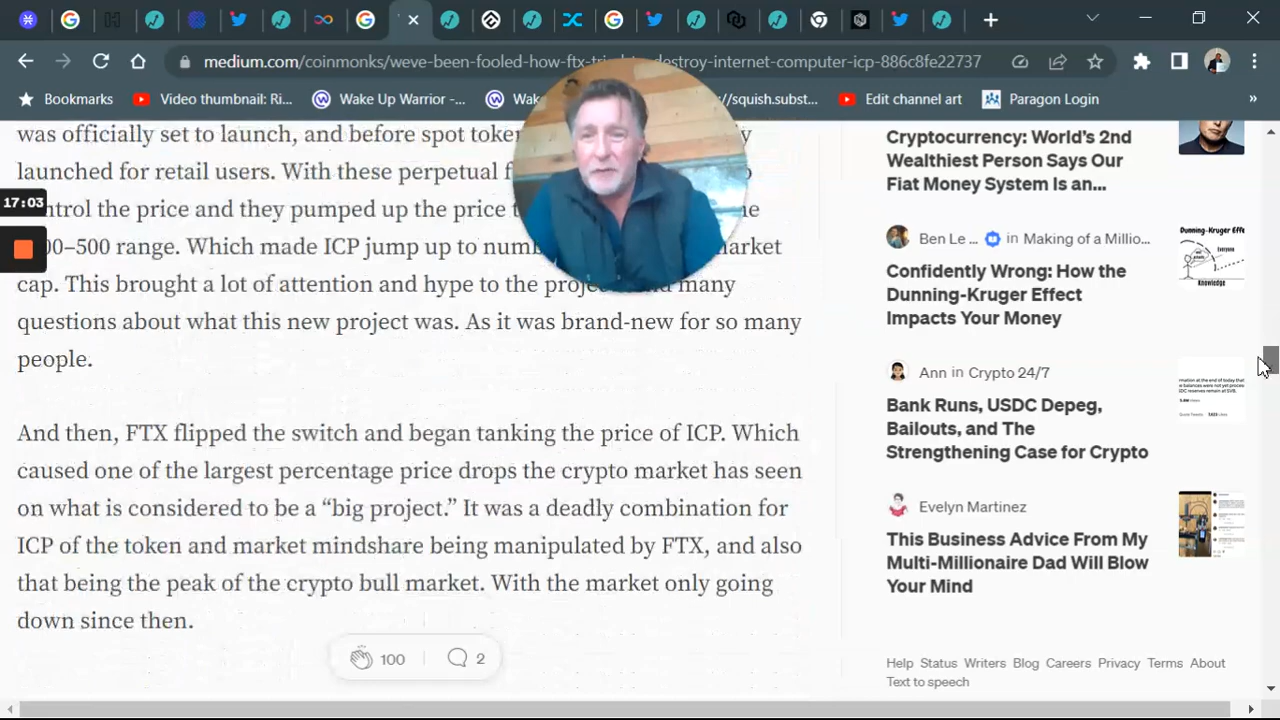 medium.com/coinmonks/weve-been-fooled-how-ftx-tri destroy-internet-computer-icp-886c8fe22737
Bookmarks
Video thumbnail: Ri...
Wake Up Warrior -...
//squish.subst...
Edit channel art
Paragon Login
»
was officially set to launch, and before spot
launched for retail users. With these perpetual
17:03
the price and they pumped up the price
–500 range. Which made ICP jump up to market
cap. This brought a lot of attention and hype to the many
questions about what this new project was. As it was brand-new for so many
people.
And then, FTX flipped the switch and began tanking the price of ICP. Which
caused one of the largest percentage price drops the crypto market has seen
on what is considered to be a “big project.” It was a deadly combination for
ICP of the token and market mindshare being manipulated by FTX, and also
that being the peak of the crypto bull market. With the market only going
down since then.
100
2
Cryptocurrency: World’s 2nd
Wealthiest Person Says Our
Fiat Money System Is an...
Ben Le ... in Making of a Millio...
Confidently Wrong: How the
Dunning-Kruger Effect
Impacts Your Money
Dunning-Kruger Effe
Everyone
Knowledge
Ann in Crypto 24/7
Bank Runs, USDC Depeg,
Bailouts, and The
Strengthening Case for Crypto
Evelyn Martinez
This Business Advice From My
Multi-Millionaire Dad Will Blow
Your Mind
Help Status Writers Blog Careers Privacy Terms About
Text to speech